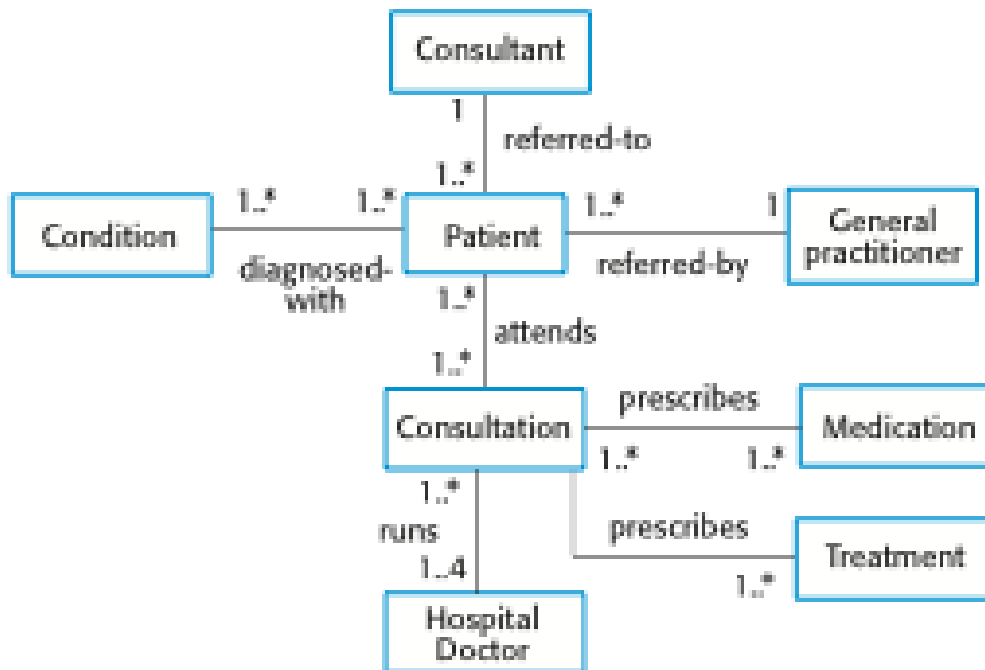 Consultant
1
referred-to
1..*
1..*
1..*
1..*
1
Condition
Patient
General
practitioner
diagnosed-
with
referred-by
1..*
attends
1..*
prescribes
Consultation
Medication
1..*
1..*
1..*
runs
prescribes
Treatment
1..4
1..*
Hospital
Doctor